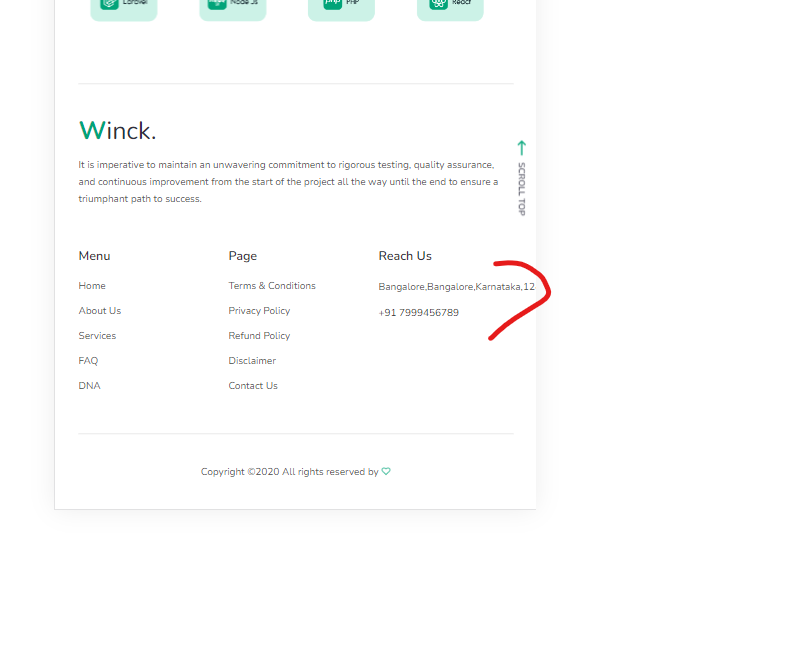 Laravel Node Js PHP React
Winck.
It is imperative to maintain an unwavering commitment to rigorous testing, quality assurance,
and continuous improvement from the start of the project all the way until the end to ensure a
triumphant path to success.
SCROLL TOP
Menu Page Reach Us
Home Terms & Conditions Bangalore,Bangalore,Karnataka,12
About Us Privacy Policy +91 7999456789
Services Refund Policy
FAQ Disclaimer
DNA Contact Us
Copyright ©2020 All rights reserved by ♡